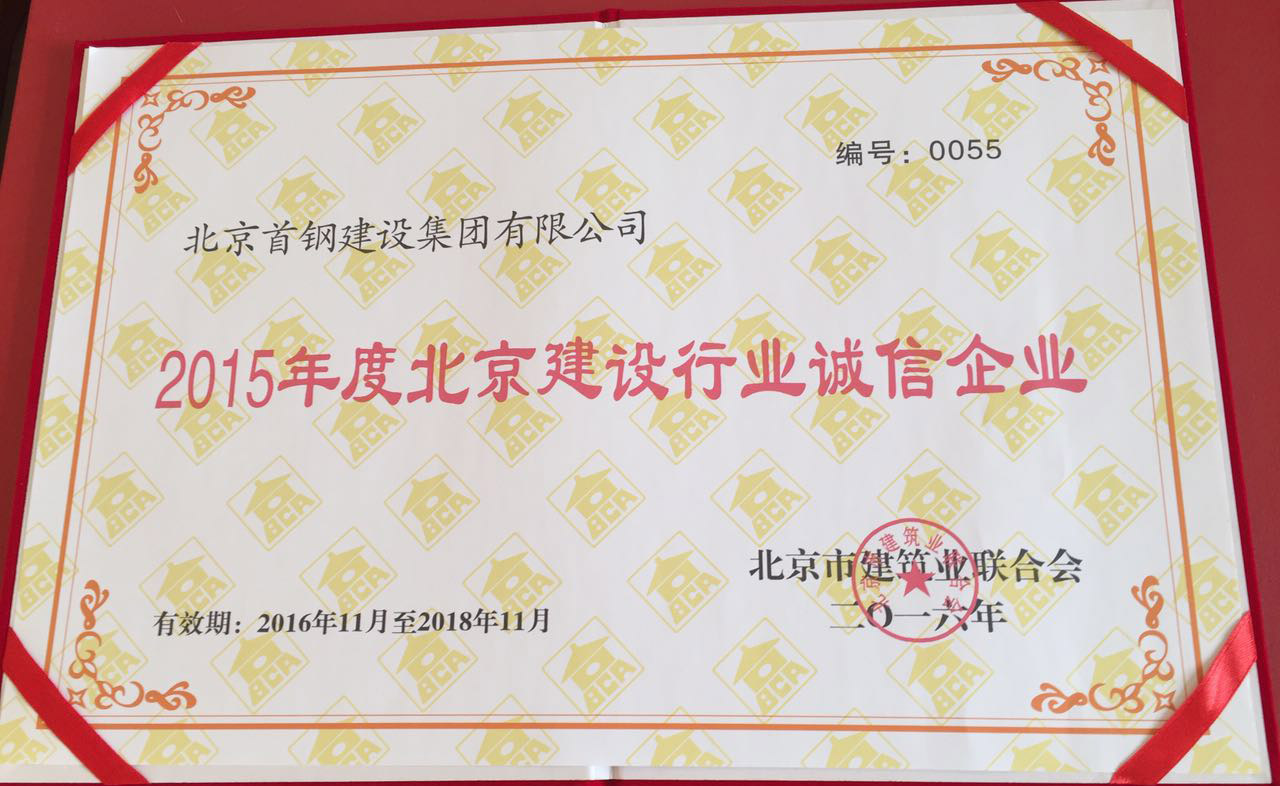 编号：0055
北京首钢建设集团有限公司
2015年度北京建设行业诚信企业
北京市建筑业联合会
二〇一六年
有效期：2016年11月至2018年11月
BCA